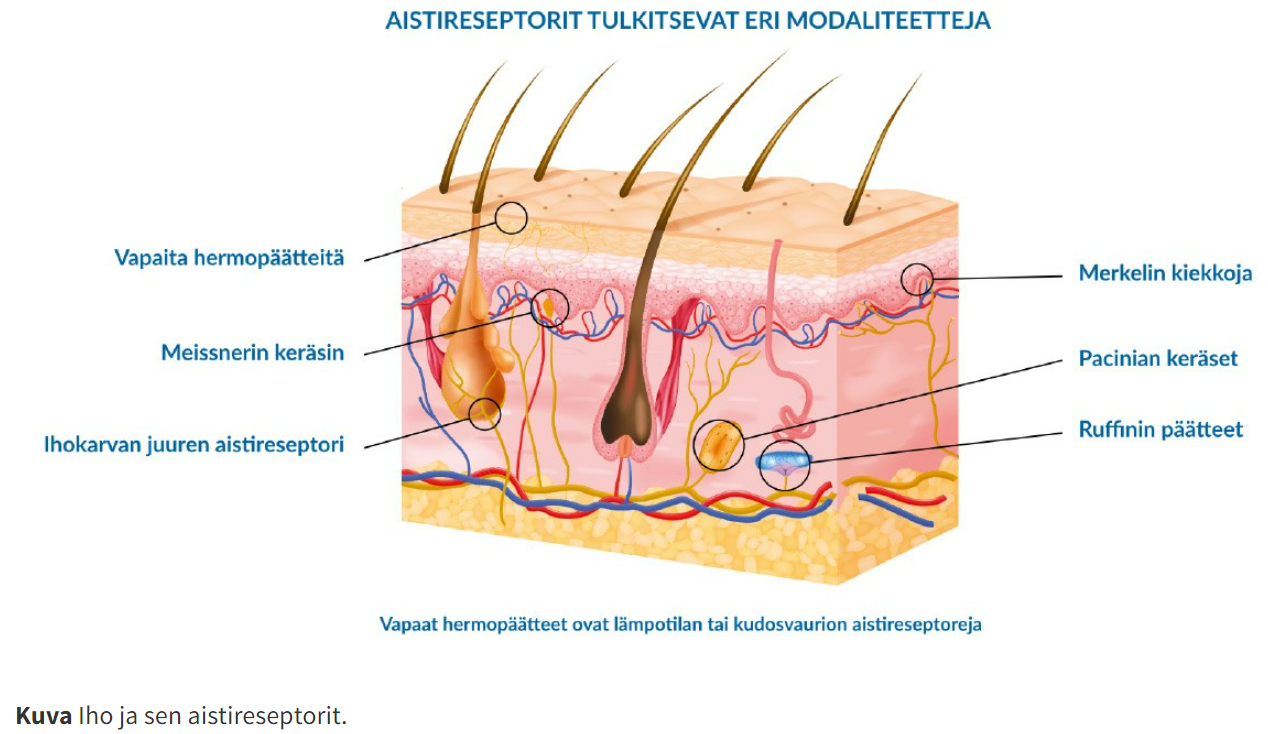 AISTIRESEPTORIT TULKITSEVAT ERI MODALITEETTEJA
Vapaita hermopäätteitä
Meissnerin keräsin
Ihokarvan juuren aistireseptori
Merkelin kiekkoja
Pacinian keräset
Ruffinin päätteet
Vapaat hermopäätteet ovat lämpotilan tai kudosvaurion aistireseptoreja
Kuva Iho ja sen aistireseptorit.